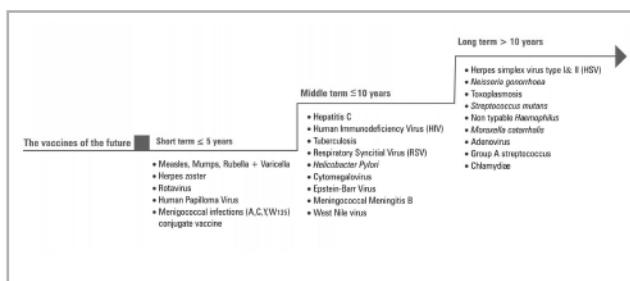 Long term > 10 years
• Herpes simplex virus type I& II (HSV)
• Neisseria gonorrhoea
• Toxoplasmosis
• Streptococcus mutans
• Non typable Haemophilus
• Moraxella catarrhalis
• Adenovirus
• Group A streptococcus
• Chlamydiæ
Middle term ≤10 years
• Hepatitis C
• Human Immunodeficiency Virus (HIV)
• Tuberculosis
• Respiratory Syncitial Virus (RSV)
• Helicobacter Pylori
• Cytomegalovirus
• Epstein-Barr Virus
• Meningococcal Meningitis B
• West Nile virus
The vaccines of the future
Short term ≤ 5 years
• Measles, Mumps, Rubella + Varicella
• Herpes zoster
• Rotavirus
• Human Papilloma Virus
• Menigococcal infections (A,C,Y,W135)
conjugate vaccine